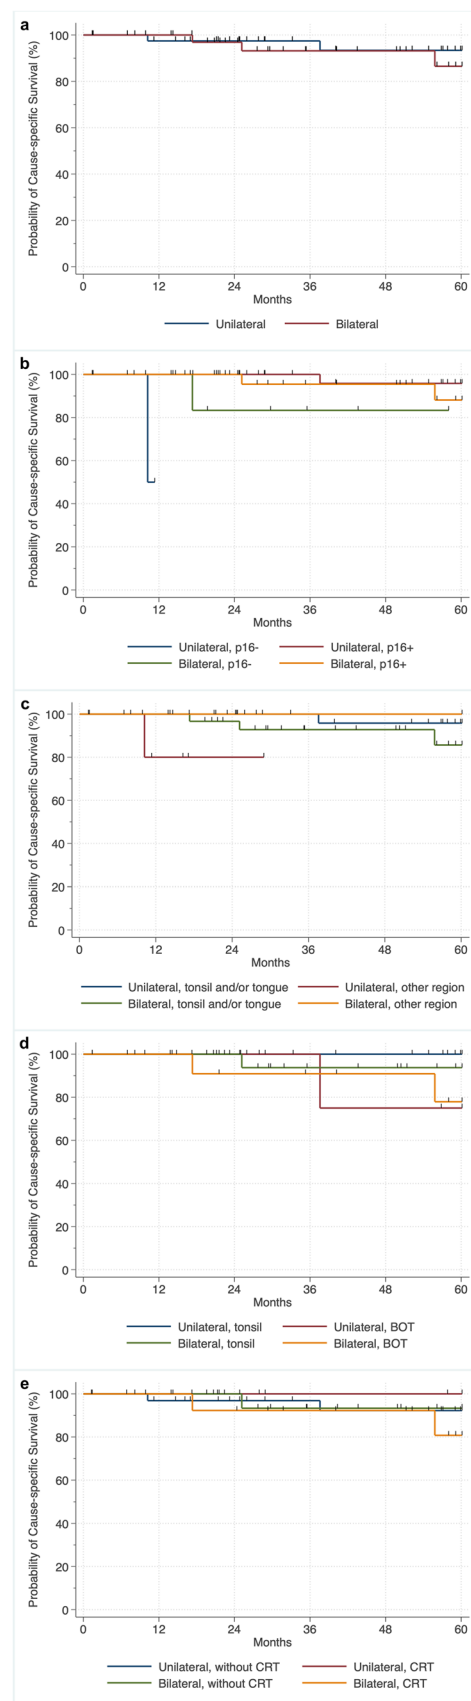 a
Probability of Cause-specific Survival (%)
100
80
60
40
20
0
0 12 24 36 48 60
Months
Unilateral Bilateral
b
Probability of Cause-specific Survival (%)
100
80
60
40
20
0
0 12 24 36 48 60
Months
Unilateral, p16- Unilateral, p16+
Bilateral, p16- Bilateral, p16+
c
Probability of Cause-specific Survival (%)
100
80
60
40
20
0
0 12 24 36 48 60
Months
Unilateral, tonsil and/or tongue Unilateral, other region
Bilateral, tonsil and/or tongue Bilateral, other region
d
Probability of Cause-specific Survival (%)
100
80
60
40
20
0
0 12 24 36 48 60
Months
Unilateral, tonsil Unilateral, BOT
Bilateral, tonsil Bilateral, BOT
e
Probability of Cause-specific Survival (%)
100
80
60
40
20
0
0 12 24 36 48 60
Months
Unilateral, without CRT Unilateral, CRT
Bilateral, without CRT Bilateral, CRT